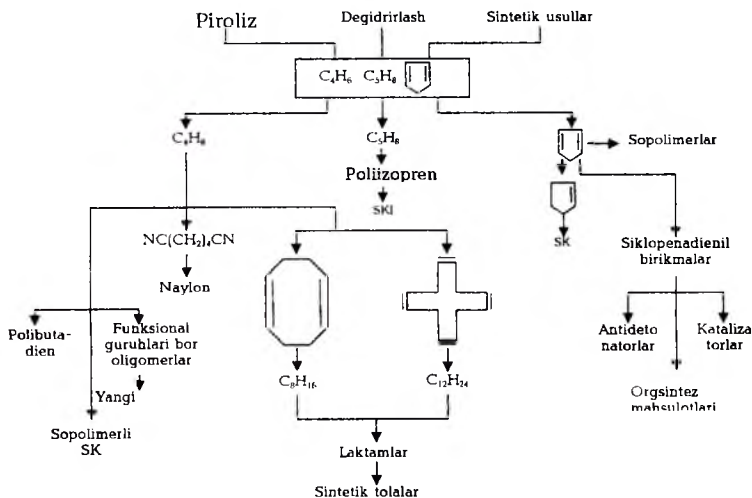 Piroliz
Degidrirlash
Sintetik usullar
C₄H₆ C₅H₈
C₅H₈
Sopolimerlar
Poliizopren
SKI
NC(CH₂)₄CN
SK
Siklopenadienil
birikmalar
Naylon
Polibuta-
dien
Funksional
guruhlari bor
oligomerlar
Antideto
natorlar
Kataliza
torlar
C₈H₁₆
C₁₂H₂₄
Yangi
Orgsintez
mahsulotlari
Sopolimerli
SK
Laktamlar
Sintetik tolalar